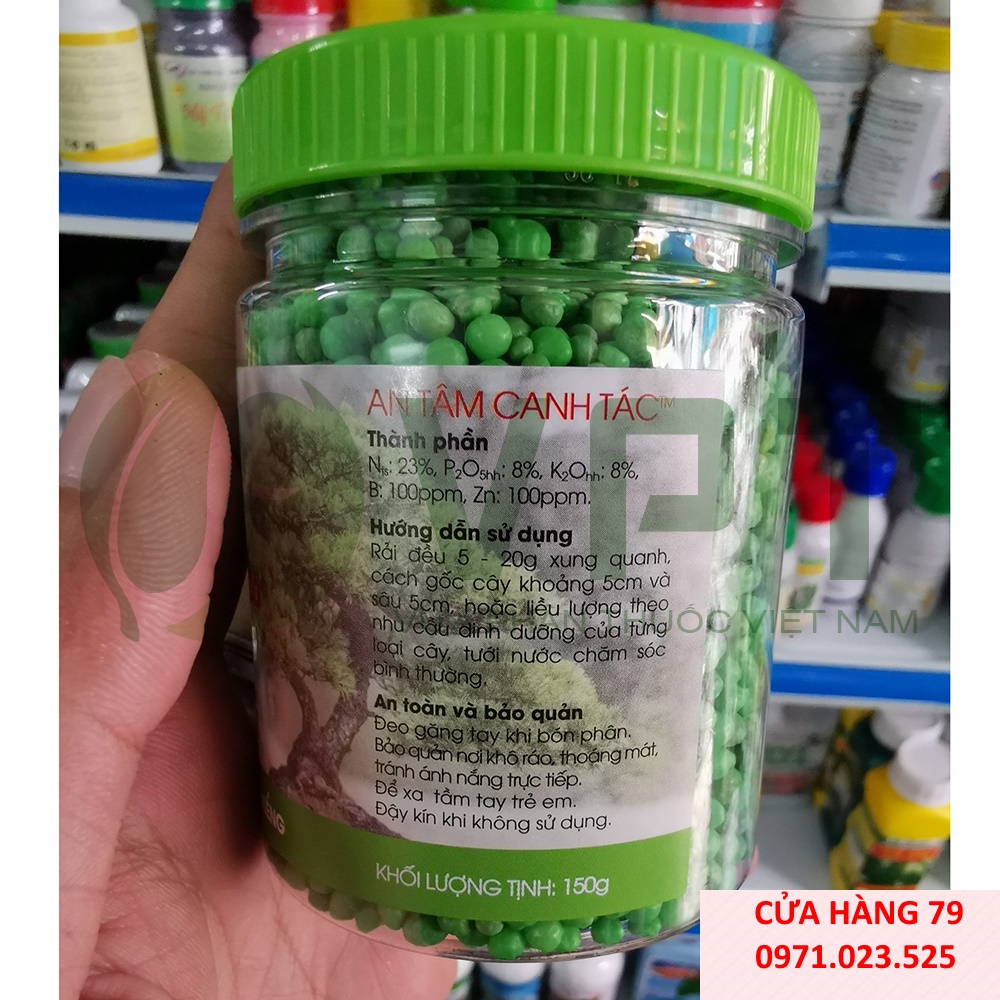 AN TÂM CANH TÁC™
Thành phần
Nts: 23%, P2O5hh: 8%, K2Ohh: 8%,
B: 100ppm, Zn: 100ppm.
Hướng dẫn sử dụng
Rải đều 5 - 20g xung quanh,
cách gốc cây khoảng 5cm và
sâu 5cm, hoặc liều lượng theo
nhu cầu dinh dưỡng của từng
loại cây, tưới nước chăm sóc
bình thường.
An toàn và bảo quản
Đeo găng tay khi bón phân.
Bảo quản nơi khô ráo, thoáng mát,
tránh ánh nắng trực tiếp.
Để xa tầm tay trẻ em.
Đậy kín khi không sử dụng.
KHỐI LƯỢNG TỊNH: 150g
VPT
THUỐC VIỆT NAM
CỬA HÀNG 79
0971.023.525